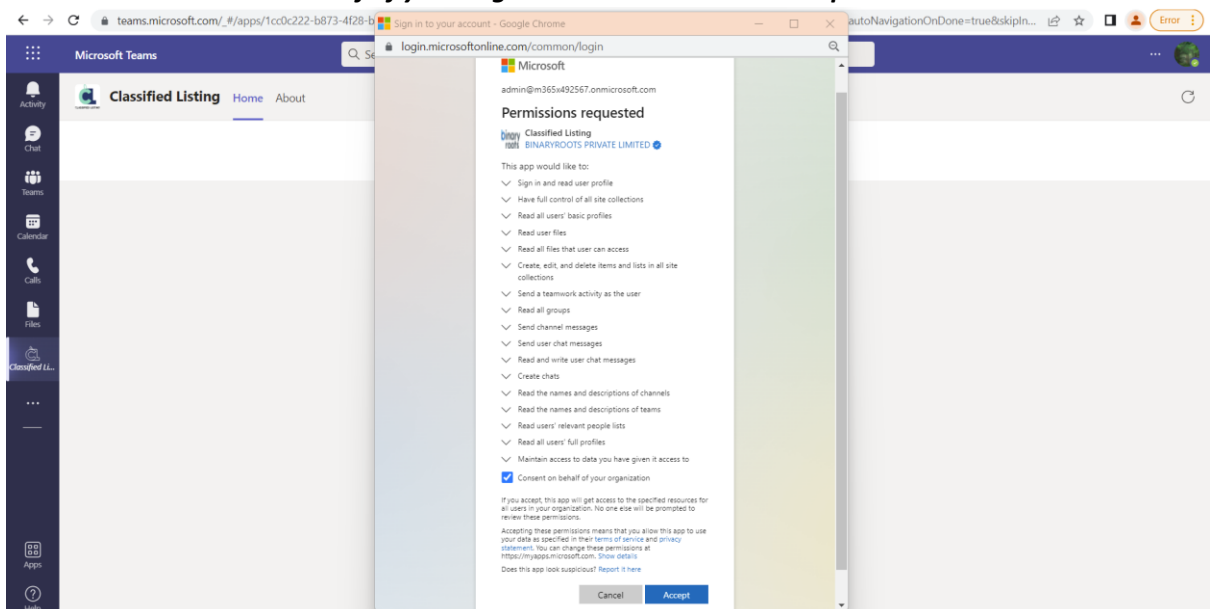 teams.microsoft.com/_#/apps/1cc0c222-b873-4f28-b
Sign in to your account - Google Chrome
autoNavigationOnDone=true&skipIn...
Error
Microsoft Teams
Se
login.microsoftonline.com/common/login
Activity
Chat
Teams
Calendar
Calls
Files
Classified Li...
Apps
Help
Classified Listing
Home
About
Microsoft
admin@m365x492567.onmicrosoft.com
Permissions requested
binary
roots
Classified Listing
BINARYROOTS PRIVATE LIMITED
This app would like to:
Sign in and read user profile
Have full control of all site collections
Read all users' basic profiles
Read user files
Read all files that user can access
Create, edit, and delete items and lists in all site
collections
Send a teamwork activity as the user
Read all groups
Send channel messages
Send user chat messages
Read and write user chat messages
Create chats
Read the names and descriptions of channels
Read the names and descriptions of teams
Read users' relevant people lists
Read all users' full profiles
Maintain access to data you have given it access to
Consent on behalf of your organization
If you accept, this app will get access to the specified resources for
all users in your organization. No one else will be prompted to
review these permissions.
Accepting these permissions means that you allow this app to use
your data as specified in their terms of service and privacy
statement. You can change these permissions at
https://myapps.microsoft.com. Show details
Does this app look suspicious? Report it here
Cancel
Accept